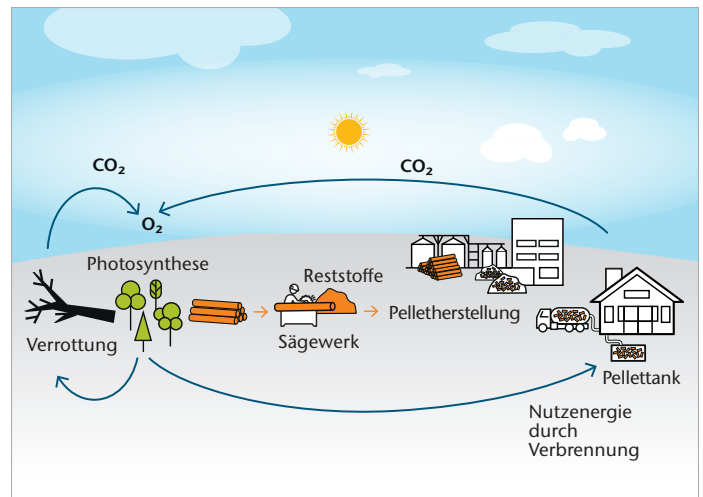 CO₂
CO₂
O₂
Photosynthese
Reststoffe
Pelletherstellung
Verrottung
Sägewerk
Pellettank
Nutzenergie
durch
Verbrennung